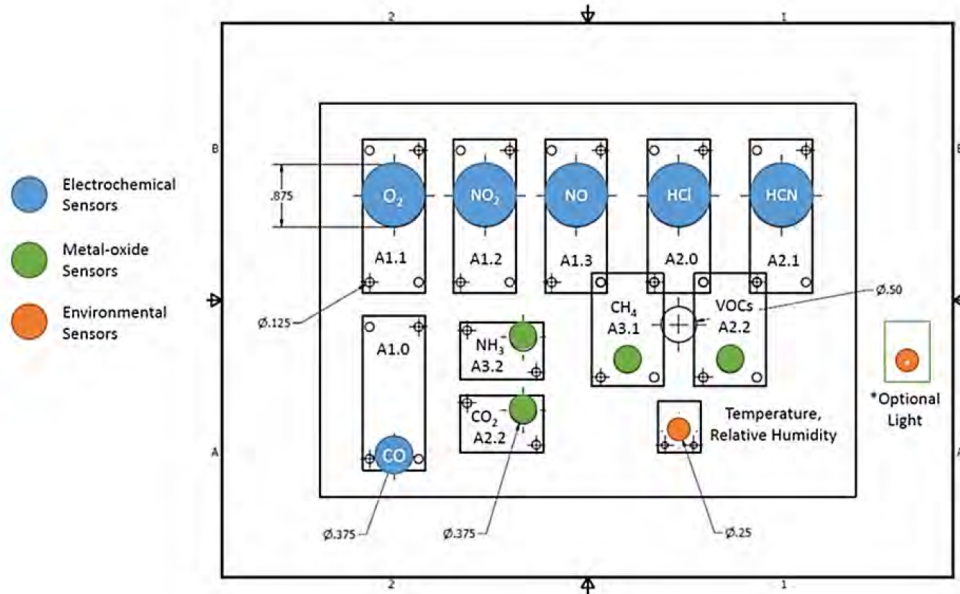 2
1
B
B
Electrochemical
Sensors
Metal-oxide
Sensors
Environmental
Sensors
.875
O2
NO2
NO
HCl
HCN
A1.1
A1.2
A1.3
A2.0
A2.1
Ø.125
Ø.50
CH4
A3.1
VOCs
A2.2
A1.0
NH3
A3.2
CO2
A2.2
*Optional
Light
Temperature,
Relative Humidity
CO
A
A
Ø.375
Ø.375
Ø.25
2
1